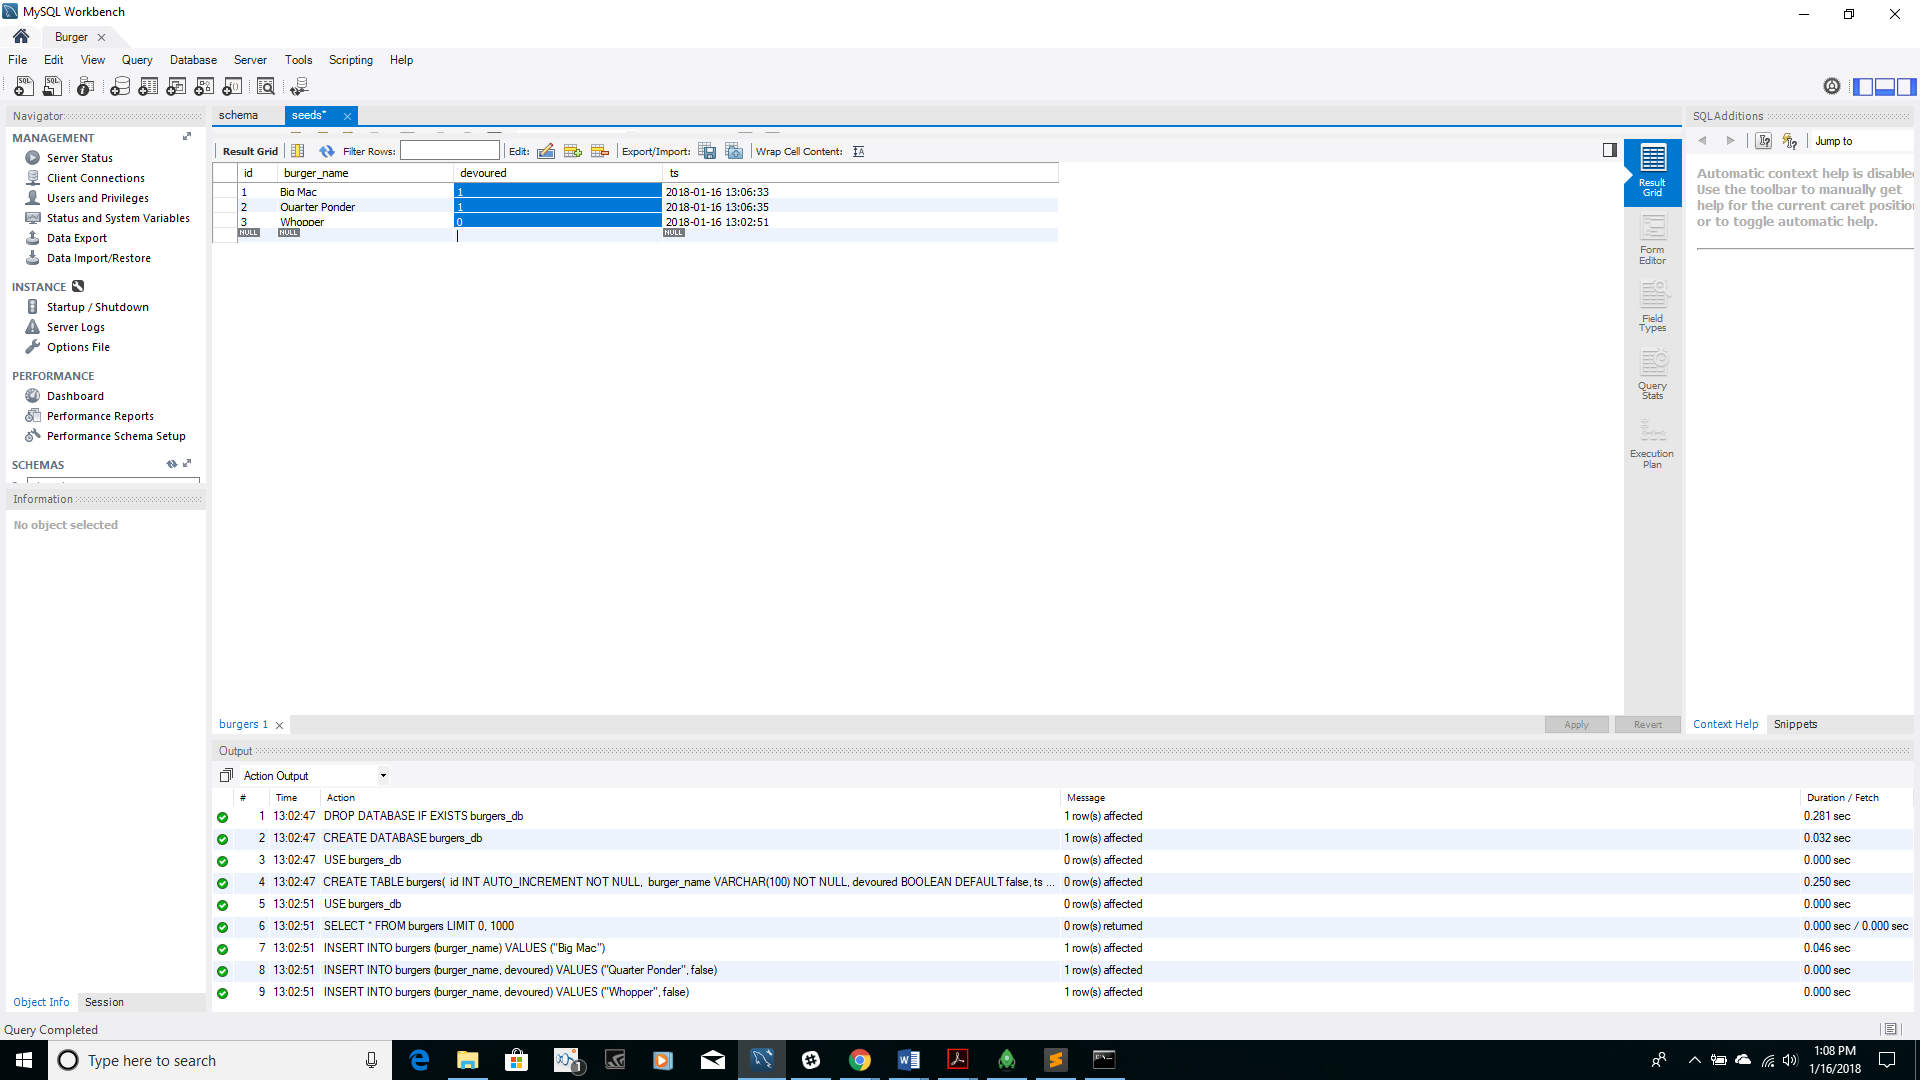 MySQL Workbench
Burger
File Edit View Query Database Server Tools Scripting Help
Navigator
MANAGEMENT
Server Status
Client Connections
Users and Privileges
Status and System Variables
Data Export
Data Import/Restore
INSTANCE
Startup / Shutdown
Server Logs
Options File
PERFORMANCE
Dashboard
Performance Reports
Performance Schema Setup
SCHEMAS
Information
No object selected
Object Info Session
schema seeds*
Result Grid Filter Rows: Edit: Export/Import: Wrap Cell Content:
id burger_name devoured ts
1 Big Mac 1 2018-01-16 13:06:33
2 Quarter Ponder 1 2018-01-16 13:06:35
3 Whopper 0 2018-01-16 13:02:51
NULL NULL NULL
Result
Grid
Form
Editor
Field
Types
Query
Stats
Execution
Plan
burgers 1 Apply Revert
SQLAdditions
Jump to
Automatic context help is disable
Use the toolbar to manually get
help for the current caret positio
or to toggle automatic help.
Context Help Snippets
Output
Action Output
# Time Action Message Duration / Fetch
1 13:02:47 DROP DATABASE IF EXISTS burgers_db 1 row(s) affected 0.281 sec
2 13:02:47 CREATE DATABASE burgers_db 1 row(s) affected 0.032 sec
3 13:02:47 USE burgers_db 0 row(s) affected 0.000 sec
4 13:02:47 CREATE TABLE burgers( id INT AUTO_INCREMENT NOT NULL, burger_name VARCHAR(100) NOT NULL, devoured BOOLEAN DEFAULT false, ts ... 0 row(s) affected 0.250 sec
5 13:02:51 USE burgers_db 0 row(s) affected 0.000 sec
6 13:02:51 SELECT * FROM burgers LIMIT 0, 1000 0 row(s) returned 0.000 sec / 0.000 sec
7 13:02:51 INSERT INTO burgers (burger_name) VALUES ("Big Mac") 1 row(s) affected 0.046 sec
8 13:02:51 INSERT INTO burgers (burger_name, devoured) VALUES ("Quarter Ponder", false) 1 row(s) affected 0.000 sec
9 13:02:51 INSERT INTO burgers (burger_name, devoured) VALUES ("Whopper", false) 1 row(s) affected 0.000 sec
Query Completed
Type here to search
1:08 PM
1/16/2018